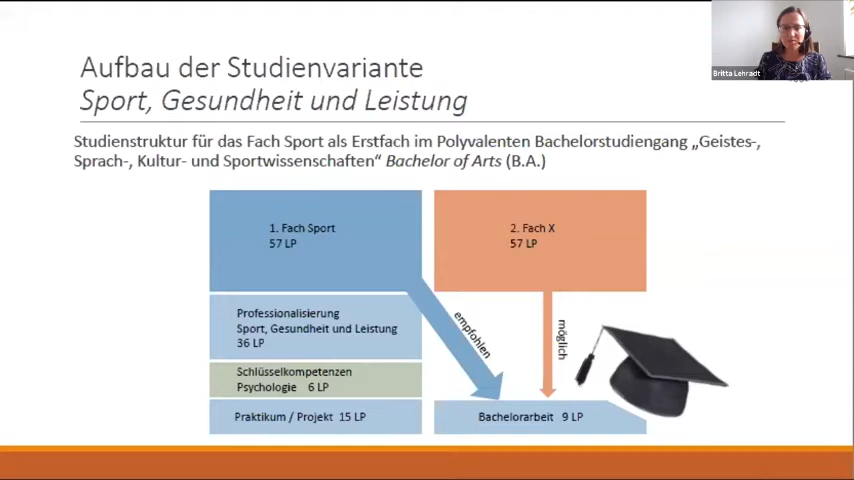 Britta Lehradt
Aufbau der Studienvariante
Sport, Gesundheit und Leistung
Studienstruktur für das Fach Sport als Erstfach im Polyvalenten Bachelorstudiengang „Geistes-,
Sprach-, Kultur- und Sportwissenschaften“ Bachelor of Arts (B.A.)
1. Fach Sport
57 LP
2. Fach X
57 LP
Professionalisierung
Sport, Gesundheit und Leistung
36 LP
empfohlen
möglich
Schlüsselkompetenzen
Psychologie 6 LP
Praktikum / Projekt 15 LP
Bachelorarbeit 9 LP